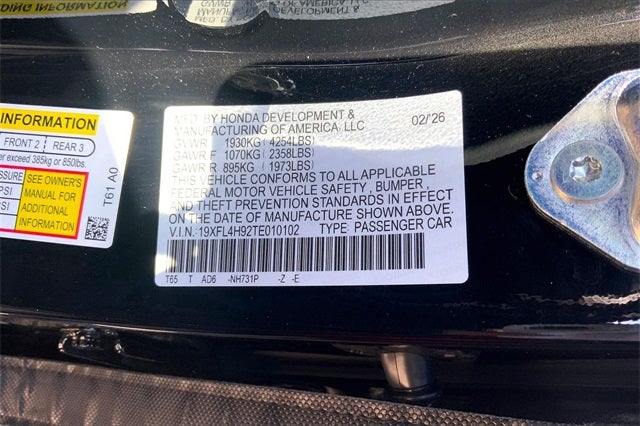 INFORMATION
FRONT 2 REAR 3
er exceed 385kg or 850lbs.
SEE OWNER'S
MANUAL FOR
ADDITIONAL
INFORMATION
PSI
PSI
T61 A0
MFD. BY HONDA DEVELOPMENT &
MANUFACTURING OF AMERICA, LLC 02/26
GVWR 1930KG (4254LBS)
GAWR F 1070KG (2358LBS)
GAWR R 895KG (1973LBS)
THIS VEHICLE CONFORMS TO ALL APPLICABLE
FEDERAL MOTOR VEHICLE SAFETY, BUMPER,
AND THEFT PREVENTION STANDARDS IN EFFECT
ON THE DATE OF MANUFACTURE SHOWN ABOVE.
V.I.N.:19XFL4H92TE010102 TYPE: PASSENGER CAR
T65 T AD6 -NH731P -Z -E